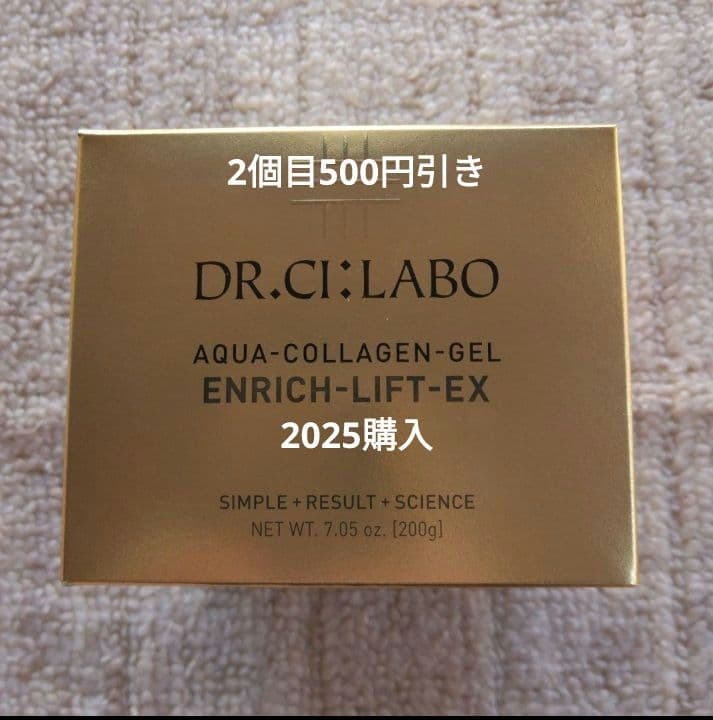 2個目500円引き
DR.CI:LABO
AQUA-COLLAGEN-GEL
ENRICH-LIFT-EX
2025購入
SIMPLE+RESULT+SCIENCE
NET WT. 7.05 oz. [200g]